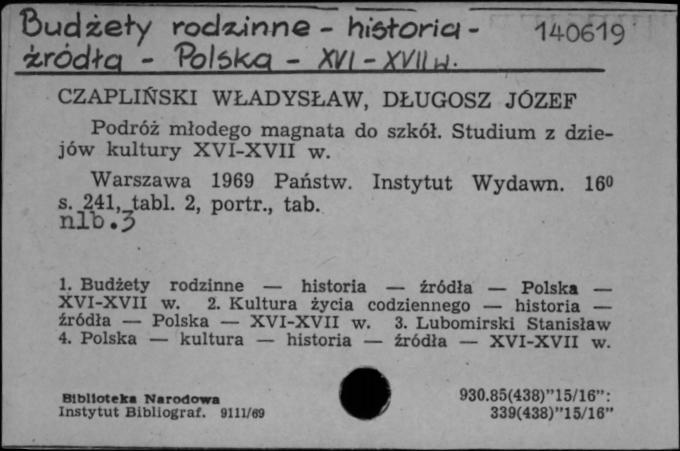 Budżety rodzinne - historia - 140619
źródła - Polska - XVI - XVII w.
CZAPLIŃSKI WŁADYSŁAW, DŁUGOSZ JÓZEF
Podróż młodego magnata do szkół. Studium z dzie-
jów kultury XVI-XVII w.
Warszawa 1969 Państw. Instytut Wydawn. 16⁰
s. 241, tabl. 2, portr., tab.
nlb. 3
1. Budżety rodzinne — historia — źródła — Polska —
XVI-XVII w. 2. Kultura życia codziennego — historia —
źródła — Polska — XVI-XVII w. 3. Lubomirski Stanisław
4. Polska — kultura — historia — źródła — XVI-XVII w.
Biblioteka Narodowa 930.85(438)"15/16":
Instytut Bibliograf. 9111/69 339(438)"15/16"